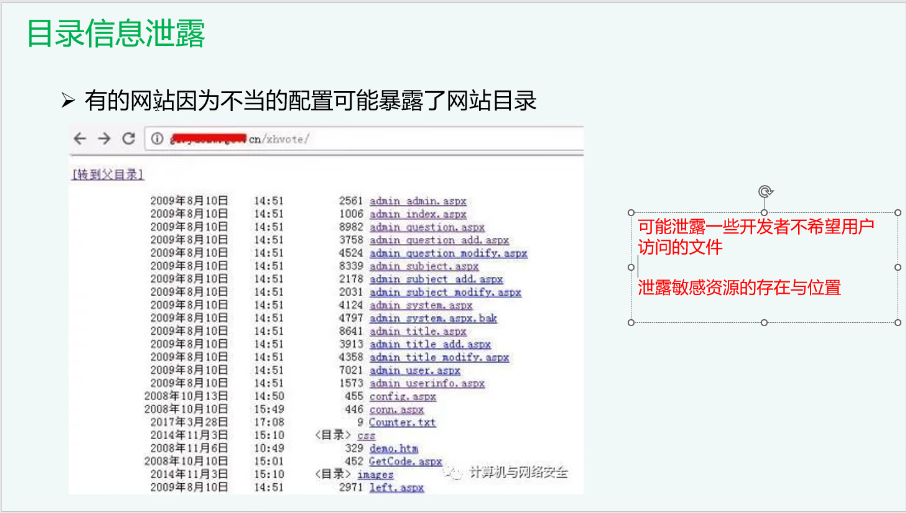 目录信息泄露
有的网站因为不当的配置可能暴露了网站目录
cn/xhvote/
[转到父目录]
2009年8月10日 14:51 2561 admin_admin.aspx
2009年8月10日 14:51 1006 admin_index.aspx
2009年8月10日 14:51 8982 admin_question.aspx
2009年8月10日 14:51 3758 admin_question_add.aspx
2009年8月10日 14:51 4524 admin_question_modify.aspx
2009年8月10日 14:51 8339 admin_subject.aspx
2009年8月10日 14:51 2178 admin_subject_add.aspx
2009年8月10日 14:51 2031 admin_subject_modify.aspx
2009年8月10日 14:51 4124 admin_system.aspx
2009年8月10日 14:51 4797 admin_system.aspx.bak
2009年8月10日 14:51 8641 admin_title.aspx
2009年8月10日 14:51 3913 admin_title_add.aspx
2009年8月10日 14:51 4358 admin_title_modify.aspx
2009年8月10日 14:51 7021 admin_user.aspx
2009年8月10日 14:51 1573 admin_userinfo.aspx
2008年10月13日 14:50 455 config.aspx
2008年10月10日 15:49 446 conn.aspx
2017年3月28日 17:08 9 Counter.txt
2014年11月3日 15:10 <目录> css
2008年11月6日 10:49 329 demo.htm
2008年10月10日 15:01 452 GetCode.aspx
2014年11月3日 15:10 <目录> images
2009年8月10日 14:51 2971 left.aspx
计算机与网络安全
可能泄露一些开发者不希望用户
访问的文件
泄露敏感资源的存在与位置